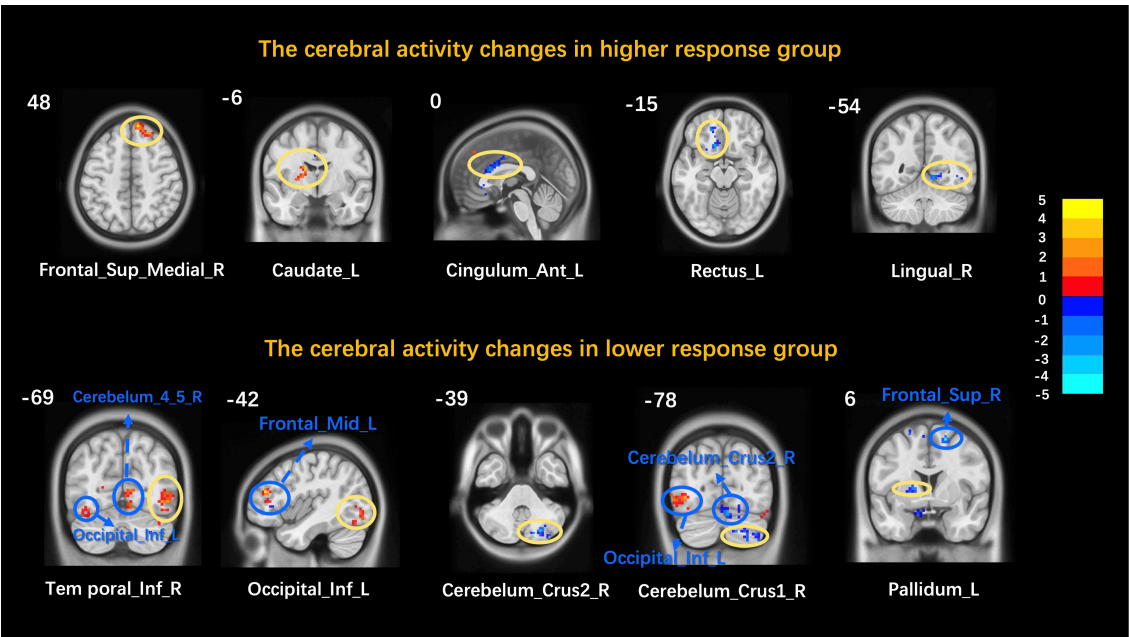 The cerebral activity changes in higher response group
48
-6
0
-15
-54
Frontal_Sup_Medial_R
Caudate_L
Cingulum_Ant_L
Rectus_L
Lingual_R
5
4
3
2
1
0
-1
-2
-3
-4
-5
The cerebral activity changes in lower response group
-69
-42
-39
-78
6
Cerebelum_4_5_R
Frontal_Mid_L
Frontal_Sup_R
Cerebelum_Crus2_R
Occipital_Inf_L
Occipital_Inf_L
Tem poral_Inf_R
Occipital_Inf_L
Cerebelum_Crus2_R
Cerebelum_Crus1_R
Pallidum_L